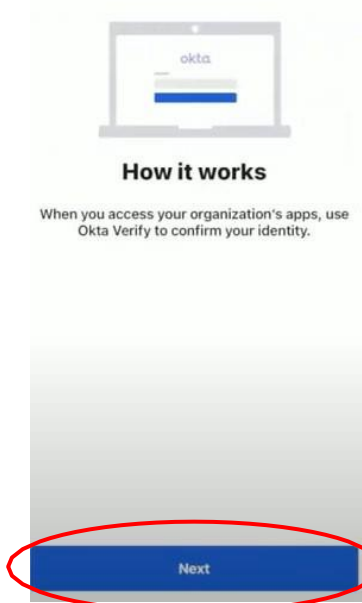 okta
How it works
When you access your organization's apps, use
Okta Verify to confirm your identity.
Next